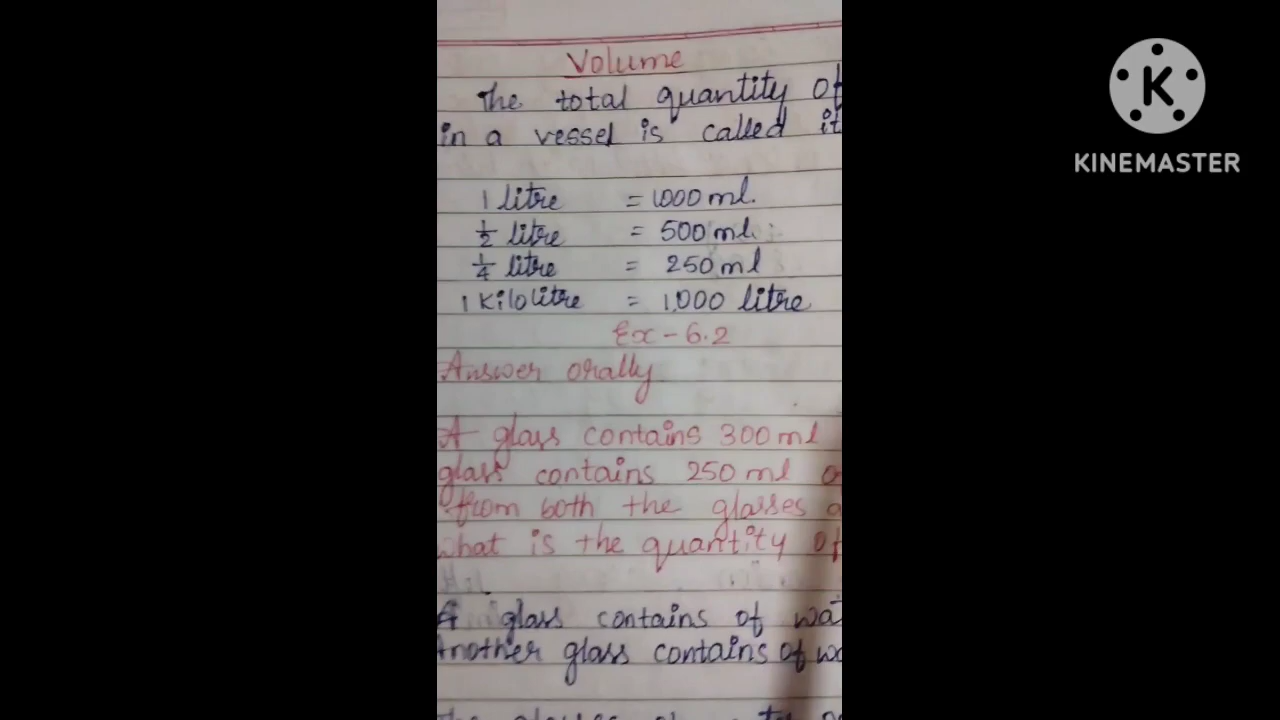 Volume
The total quantity of
in a vessel is called it
1 litre = 1000 ml.
1/2 litre = 500 ml.
1/4 litre = 250 ml
1 Kilolitre = 1,000 litre
Ex - 6.2
Answer orally
A glass contains 300 ml
glass contains 250 ml
from both the glasses
what is the quantity of
A glass contains of wat
Another glass contains of wa
K
KINEMASTER